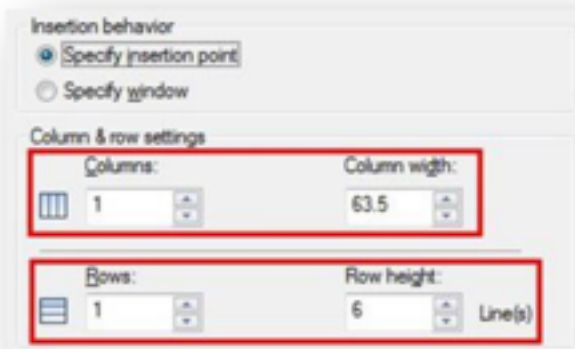 Insertion behavior
Specify insertion point
Specify window
Column & row settings
Columns: Column width:
1 63.5
Rows: Row height:
1 6 Line(s)